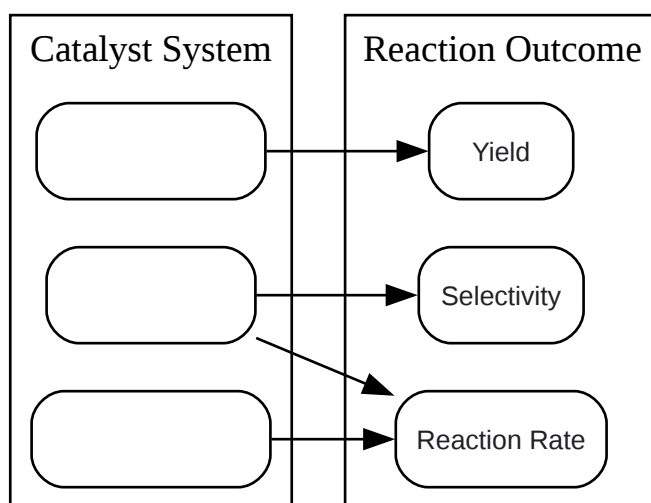 Catalyst System
Reaction Outcome
Yield
Selectivity
Reaction Rate